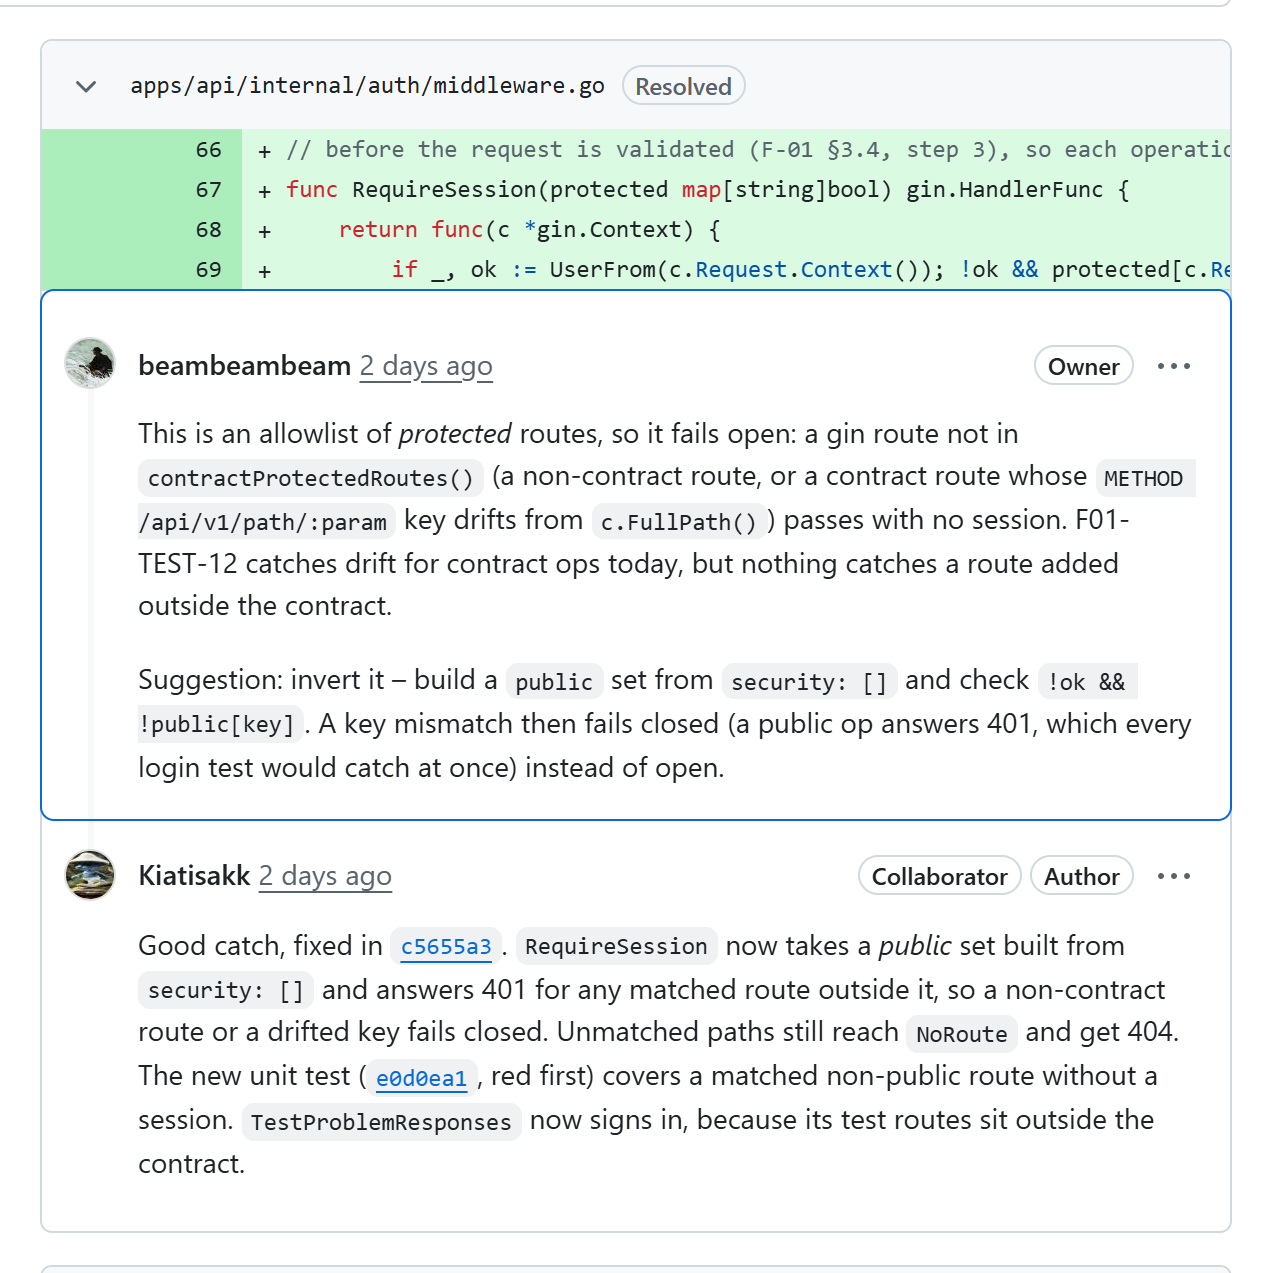 apps/api/internal/auth/middleware.go Resolved
66 + // before the request is validated (F-01 §3.4, step 3), so each operatio
67 + func RequireSession(protected map[string]bool) gin.HandlerFunc {
68 + return func(c *gin.Context) {
69 + if _, ok := UserFrom(c.Request.Context()); !ok && protected[c.Re
beambeambeam 2 days ago Owner ...
This is an allowlist of protected routes, so it fails open: a gin route not in
contractProtectedRoutes() (a non-contract route, or a contract route whose METHOD
/api/v1/path/:param key drifts from c.FullPath() ) passes with no session. F01-
TEST-12 catches drift for contract ops today, but nothing catches a route added
outside the contract.
Suggestion: invert it – build a public set from security: [] and check !ok &&
!public[key] . A key mismatch then fails closed (a public op answers 401, which every
login test would catch at once) instead of open.
Kiatisakk 2 days ago Collaborator Author ...
Good catch, fixed in c5655a3 . RequireSession now takes a public set built from
security: [] and answers 401 for any matched route outside it, so a non-contract
route or a drifted key fails closed. Unmatched paths still reach NoRoute and get 404.
The new unit test ( e0d0ea1 , red first) covers a matched non-public route without a
session. TestProblemResponses now signs in, because its test routes sit outside the
contract.